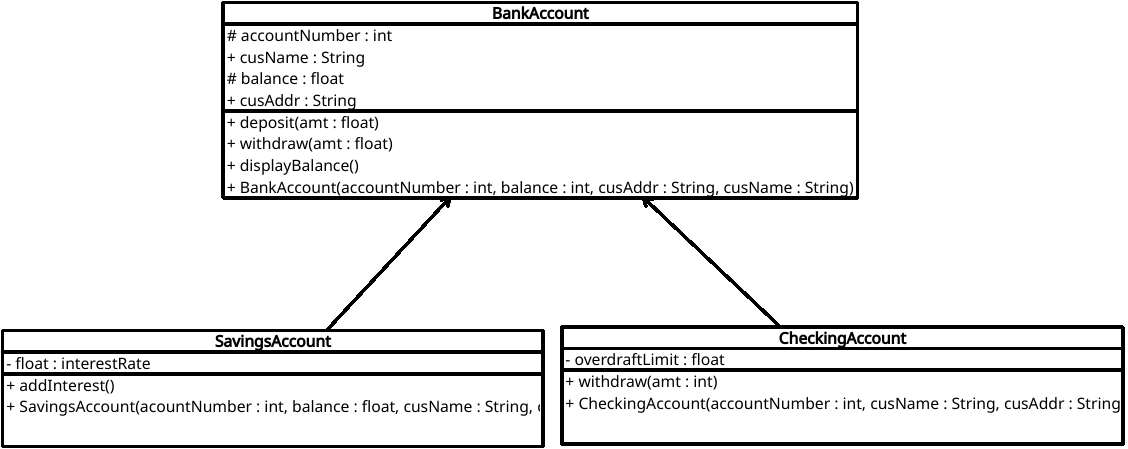 BankAccount
# accountNumber : int
+ cusName : String
# balance : float
+ cusAddr : String
+ deposit(amt : float)
+ withdraw(amt : float)
+ displayBalance()
+ BankAccount(accountNumber : int, balance : int, cusAddr : String, cusName : String)
SavingsAccount
- float : interestRate
+ addInterest()
+ SavingsAccount(acountNumber : int, balance : float, cusName : String,
CheckingAccount
- overdraftLimit : float
+ withdraw(amt : int)
+ CheckingAccount(accountNumber : int, cusName : String, cusAddr : String